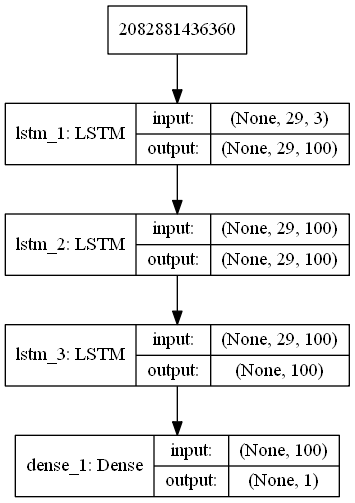 2082881436360
lstm_1: LSTM
input:
(None, 29, 3)
output:
(None, 29, 100)
lstm_2: LSTM
input:
(None, 29, 100)
output:
(None, 29, 100)
lstm_3: LSTM
input:
(None, 29, 100)
output:
(None, 100)
dense_1: Dense
input:
(None, 100)
output:
(None, 1)